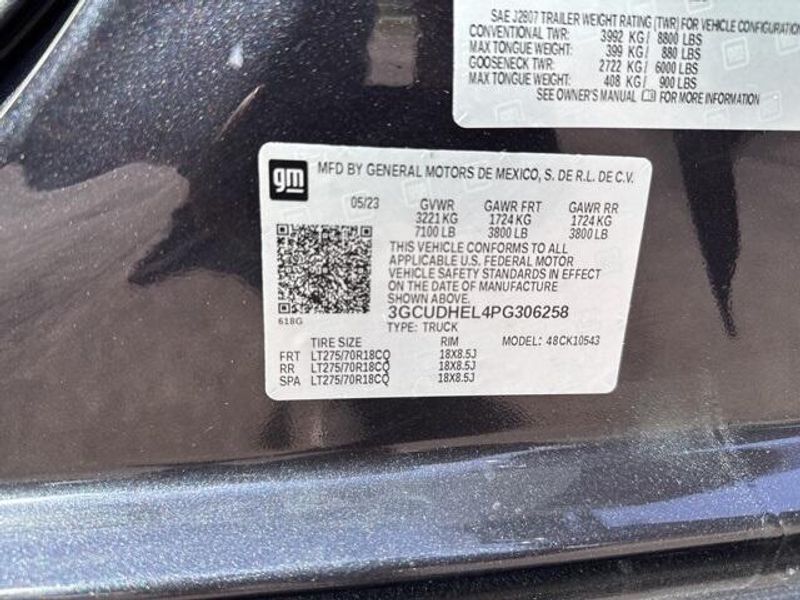 SAE J2807 TRAILER WEIGHT RATING (TWR) FOR VEHICLE CONFIGURATION
CONVENTIONAL TWR: 3992 KG/ 8800 LBS
MAX TONGUE WEIGHT: 399 KG/ 880 LBS
GOOSENECK TWR: 2722 KG/ 6000 LBS
MAX TONGUE WEIGHT: 408 KG/ 900 LBS
SEE OWNER'S MANUAL FOR MORE INFORMATION
gm MFD BY GENERAL MOTORS DE MEXICO, S. DE R.L. DE C.V.
05/23 GVWR GAWR FRT GAWR RR
3221 KG 1724 KG 1724 KG
7100 LB 3800 LB 3800 LB
THIS VEHICLE CONFORMS TO ALL
APPLICABLE U.S. FEDERAL MOTOR
VEHICLE SAFETY STANDARDS IN EFFECT
ON THE DATE OF MANUFACTURE
SHOWN ABOVE.
3GCUDHEL4PG306258
618G
TYPE: TRUCK
MODEL: 48CK10543
TIRE SIZE RIM
FRT LT275/70R18CQ 18X8.5J
RR LT275/70R18CQ 18X8.5J
SPA LT275/70R18CQ 18X8.5J